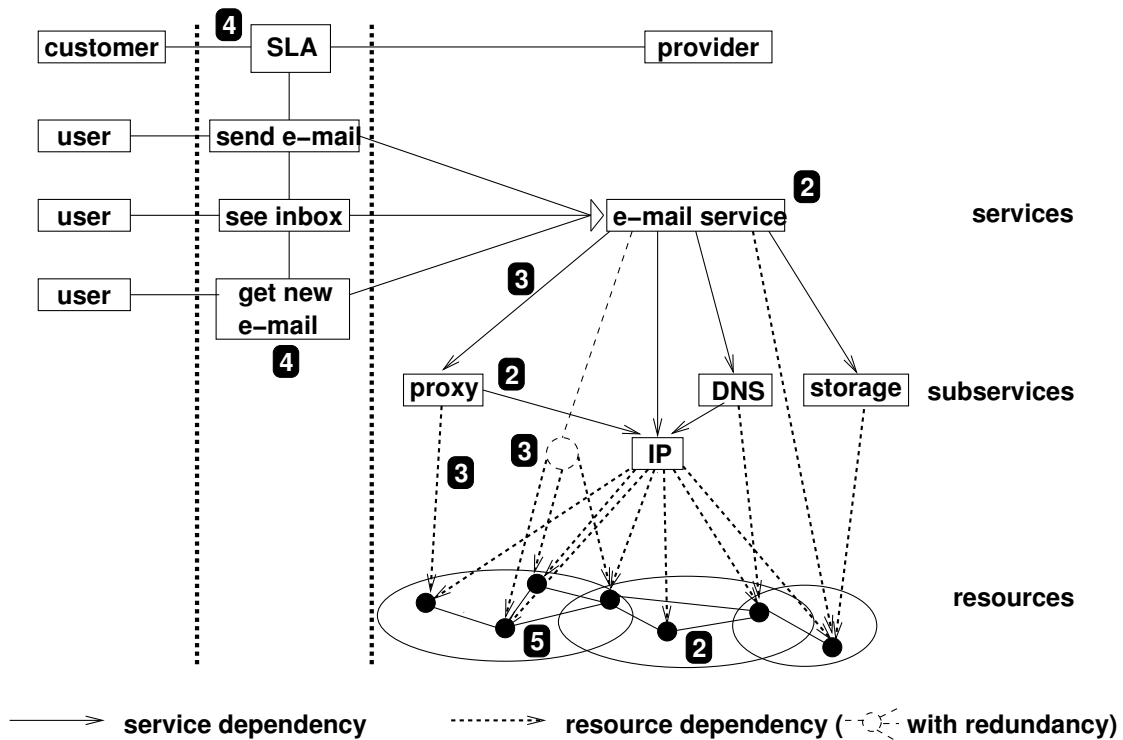 4
customer SLA provider
user send e−mail
2
user see inbox e−mail service services
3
user get new
e−mail
4
2
proxy DNS storage subservices
3 IP
3
resources
5 2
service dependency resource dependency ( with redundancy)